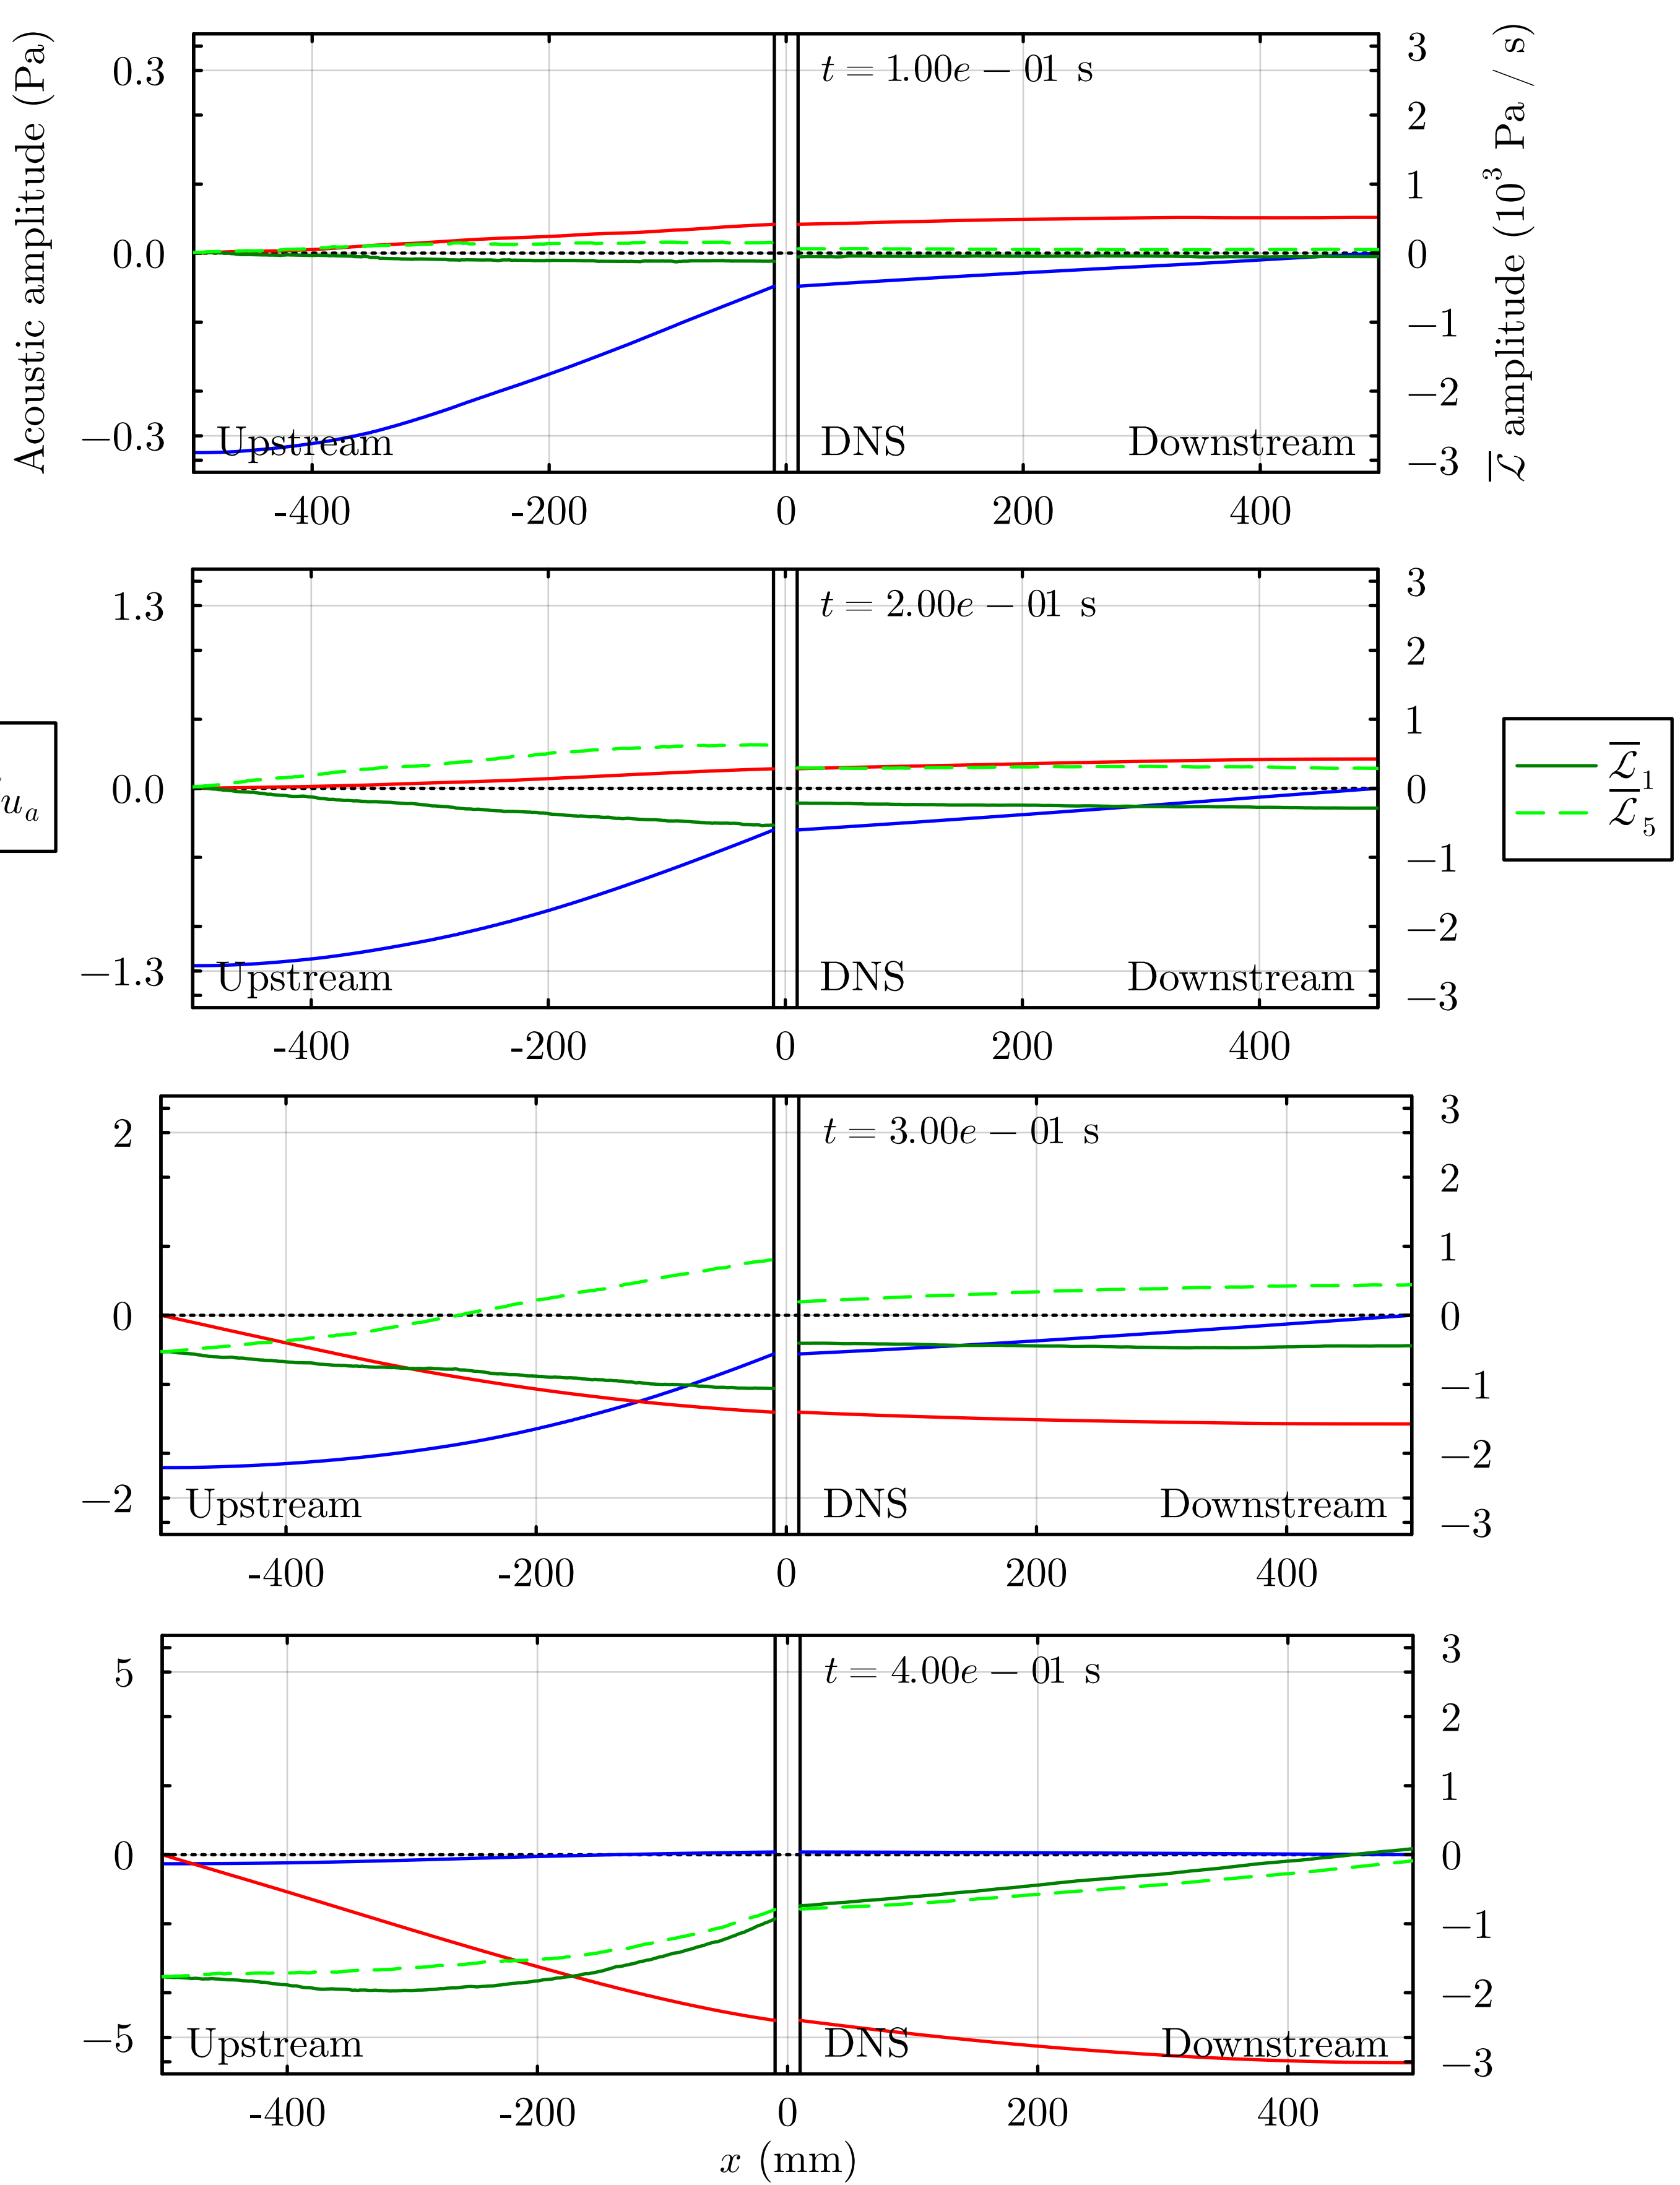 Acoustic amplitude (Pa)
0.3
0.0
−0.3
t = 1.00e − 01 s
Upstream
DNS
Downstream
3
2
1
0
−1
−2
−3
ℒ̅ amplitude (10³ Pa / s)
-400 -200 0 200 400
1.3
0.0
−1.3
t = 2.00e − 01 s
Upstream
DNS
Downstream
3
2
1
0
−1
−2
−3
-400 -200 0 200 400
u_a
ℒ̅₁
ℒ̅₅
2
0
−2
t = 3.00e − 01 s
Upstream
DNS
Downstream
3
2
1
0
−1
−2
−3
-400 -200 0 200 400
5
0
−5
t = 4.00e − 01 s
Upstream
DNS
Downstream
3
2
1
0
−1
−2
−3
-400 -200 0 200 400
x (mm)